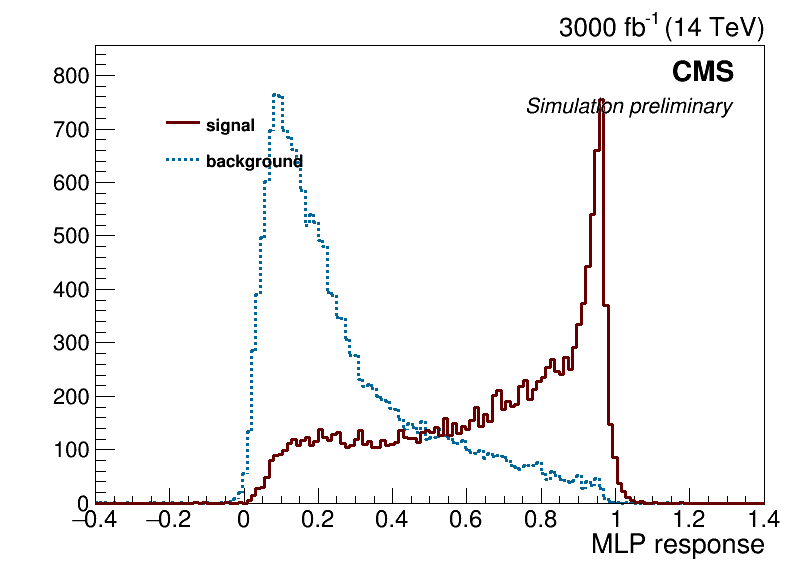 3000 fb⁻¹ (14 TeV)
CMS
Simulation preliminary
signal
background
800
700
600
500
400
300
200
100
0
−0.4 −0.2 0 0.2 0.4 0.6 0.8 1 1.2 1.4
MLP response